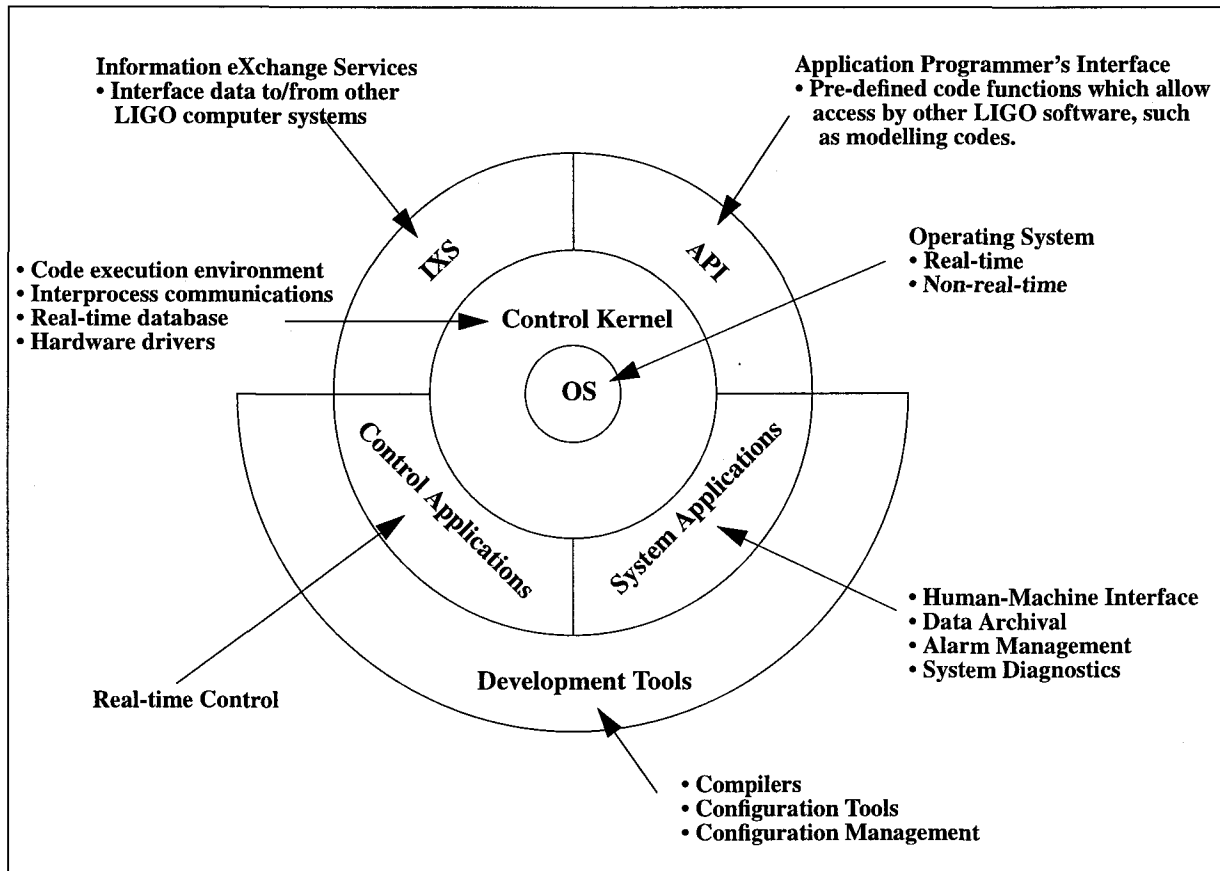 Information eXchange Services
• Interface data to/from other
LIGO computer systems
Application Programmer's Interface
• Pre-defined code functions which allow
access by other LIGO software, such
as modelling codes.
IXS
API
Operating System
• Real-time
• Non-real-time
• Code execution environment
• Interprocess communications
• Real-time database
• Hardware drivers
Control Kernel
OS
Control Applications
System Applications
• Human-Machine Interface
• Data Archival
• Alarm Management
• System Diagnostics
Real-time Control
Development Tools
• Compilers
• Configuration Tools
• Configuration Management